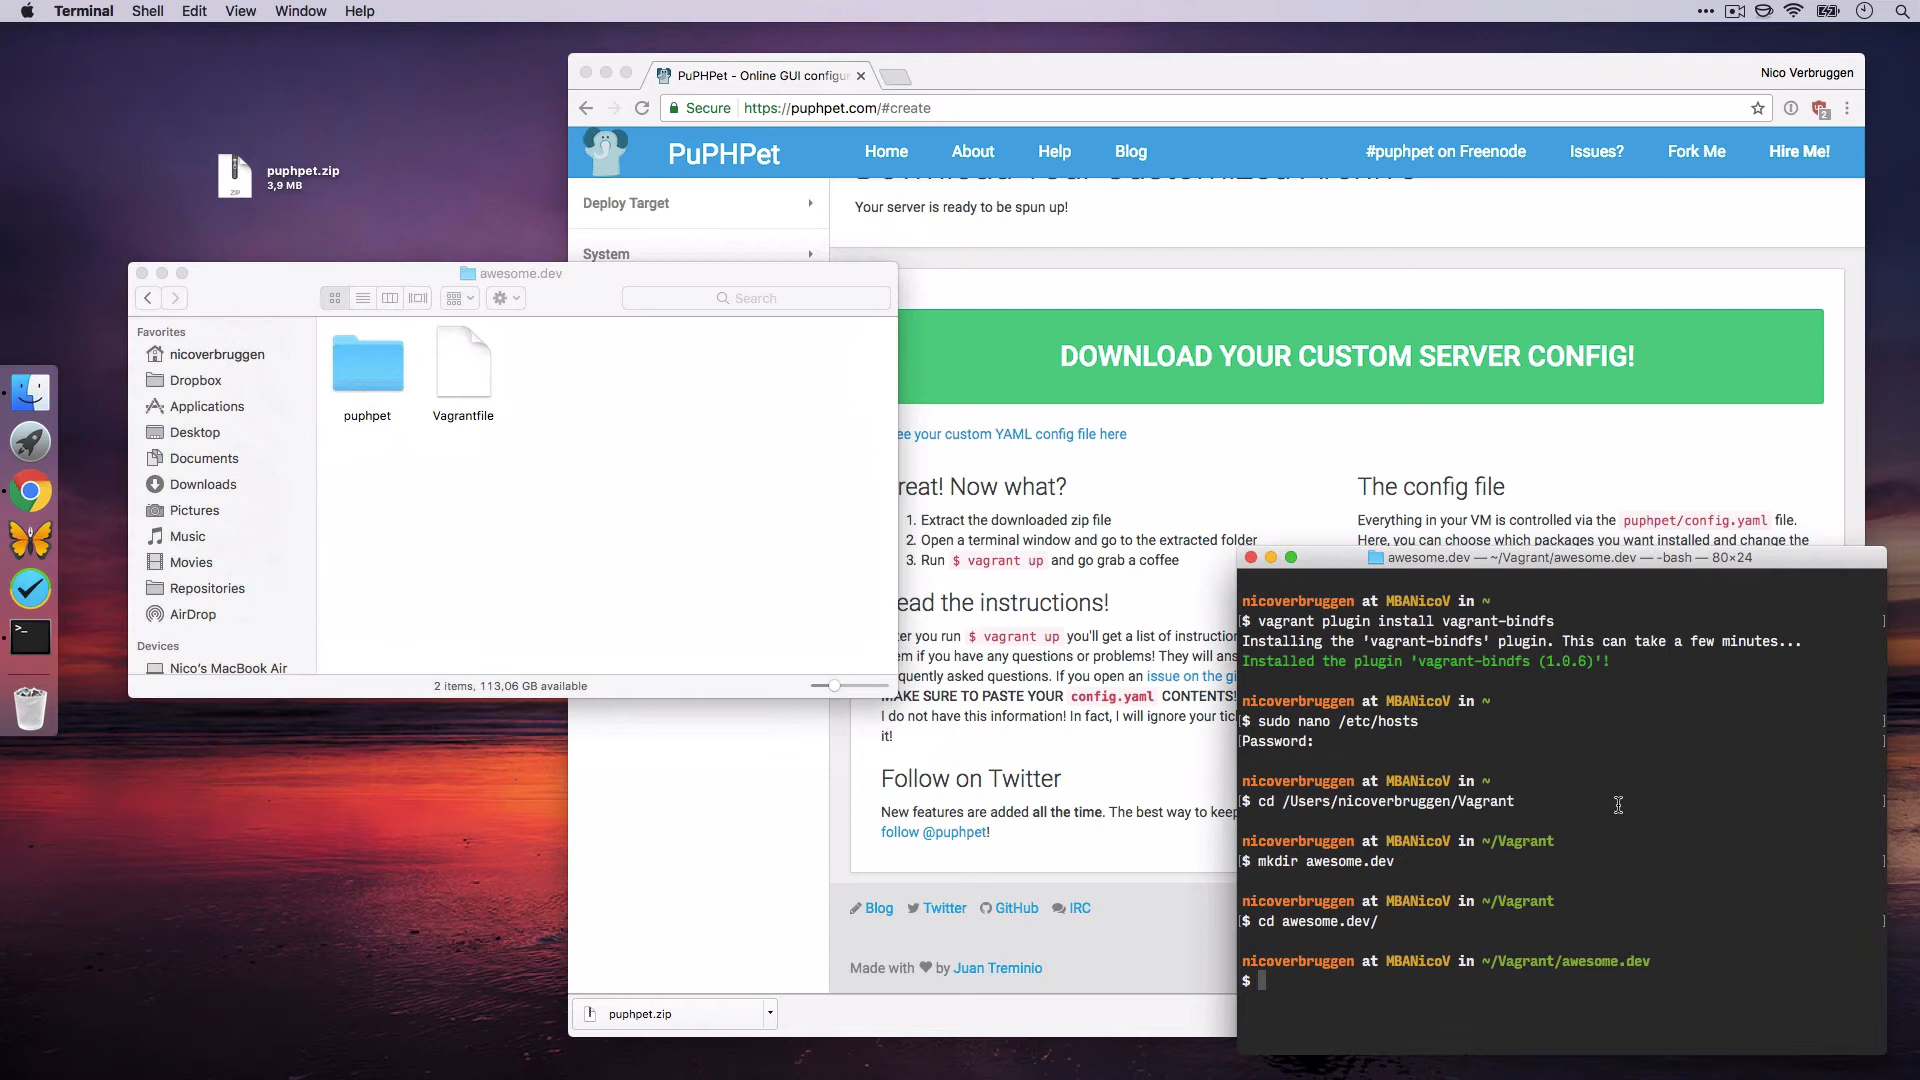 Terminal Shell Edit View Window Help
puphpet.zip
3,9 MB
ZIP
PuPHPet - Online GUI configu
Nico Verbruggen
Secure https://puphpet.com/#create
2
PuPHPet Home About Help Blog #puphpet on Freenode Issues? Fork Me Hire Me!
Deploy Target
System
Your server is ready to be spun up!
DOWNLOAD YOUR CUSTOM SERVER CONFIG!
ee your custom YAML config file here
reat! Now what?
1. Extract the downloaded zip file
2. Open a terminal window and go to the extracted folder
3. Run $ vagrant up and go grab a coffee
The config file
Everything in your VM is controlled via the puphpet/config.yaml file.
Here, you can choose which packages you want installed and change the
ead the instructions!
ter you run $ vagrant up you'll get a list of instruction
em if you have any questions or problems! They will ans
quently asked questions. If you open an issue on the gi
MAKE SURE TO PASTE YOUR config.yaml CONTENTS!
I do not have this information! In fact, I will ignore your tick
it!
Follow on Twitter
New features are added all the time. The best way to keep
follow @puphpet!
Blog Twitter GitHub IRC
Made with ♥ by Juan Treminio
puphpet.zip
awesome.dev
Search
Favorites
nicoverbruggen
Dropbox
Applications
Desktop
Documents
Downloads
Pictures
Music
Movies
Repositories
AirDrop
Devices
Nico's MacBook Air
puphpet
Vagrantfile
2 items, 113,06 GB available
awesome.dev — ~/Vagrant/awesome.dev — -bash — 80×24
nicoverbruggen at MBANicoV in ~
$ vagrant plugin install vagrant-bindfs
Installing the 'vagrant-bindfs' plugin. This can take a few minutes...
Installed the plugin 'vagrant-bindfs (1.0.6)'!
nicoverbruggen at MBANicoV in ~
$ sudo nano /etc/hosts
Password:
nicoverbruggen at MBANicoV in ~
$ cd /Users/nicoverbruggen/Vagrant
nicoverbruggen at MBANicoV in ~/Vagrant
$ mkdir awesome.dev
nicoverbruggen at MBANicoV in ~/Vagrant
$ cd awesome.dev/
nicoverbruggen at MBANicoV in ~/Vagrant/awesome.dev
$